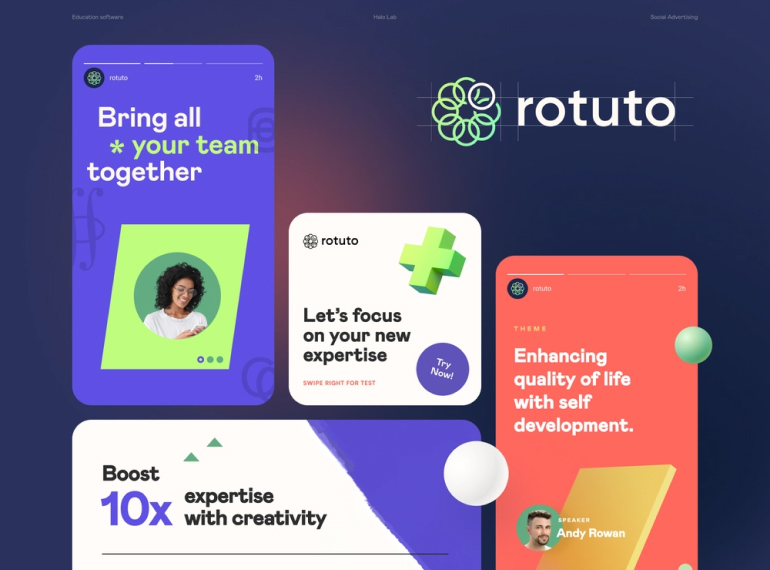 Education software
Halo Lab
Social Advertising
rotuto
2h
Bring all
* your team
together
rotuto
rotuto
Let's focus
on your new
expertise
SWIPE RIGHT FOR TEST
Try
Now!
rotuto
2h
THEME
Enhancing
quality of life
with self
development.
SPEAKER
Andy Rowen
Boost
10x
expertise
with creativity